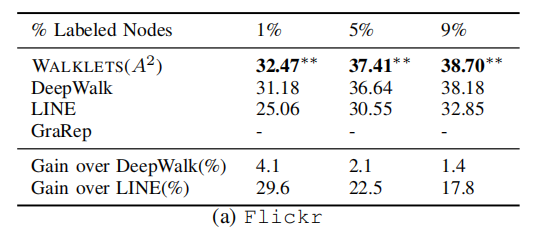 % Labeled Nodes 1% 5% 9%
WALKLETS(A²) 32.47** 37.41** 38.70**
DeepWalk 31.18 36.64 38.18
LINE 25.06 30.55 32.85
GraRep - - -
Gain over DeepWalk(%) 4.1 2.1 1.4
Gain over LINE(%) 29.6 22.5 17.8
(a) Flickr